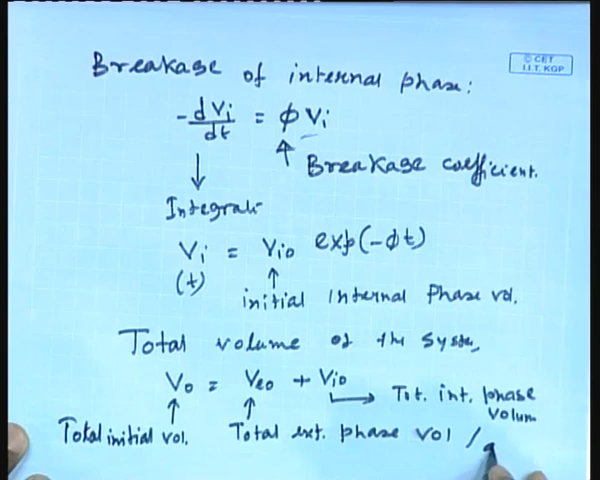 Breakage of internal phase:
© CET
I.I.T. KGP
-dVi/dt = φ Vi
Breakage coefficient.
Integrate
Vi = Vio exp(-φt)
(t)
initial Internal Phase vol.
Total volume of the System
Vo = Veo + Vio
Tot. int. phase
Volum
Total initial vol. Total ext. phase vol /